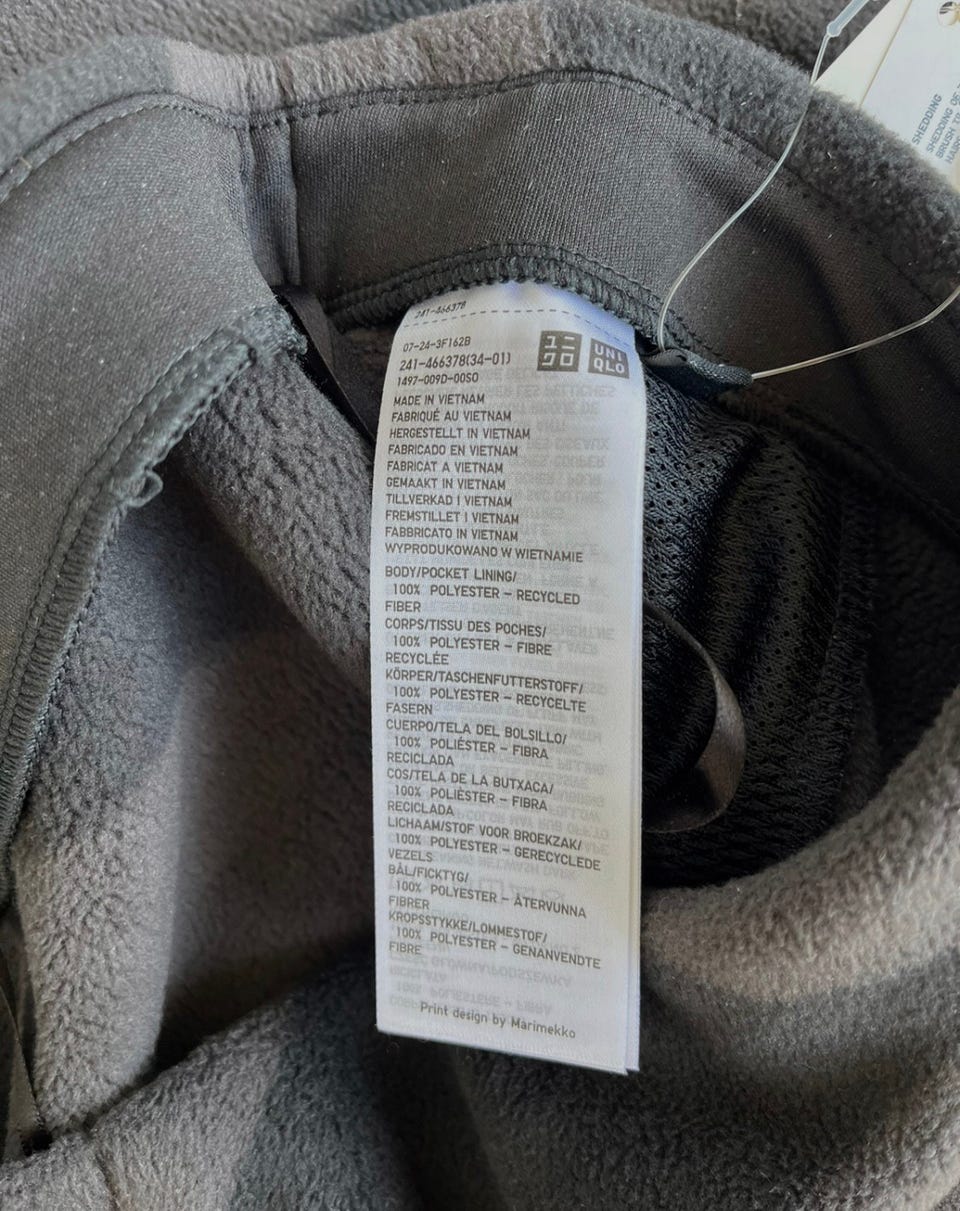 241-466378
07-24-3F162B
241-466378(34-01)
1497-009D-00S0
ユニ
クロ
UNI
QLO
MADE IN VIETNAM
FABRIQUÉ AU VIETNAM
HERGESTELLT IN VIETNAM
FABRICADO EN VIETNAM
FABRICAT A VIETNAM
GEMAAKT IN VIETNAM
TILLVERKAD I VIETNAM
FREMSTILLET I VIETNAM
FABBRICATO IN VIETNAM
WYPRODUKOWANO W WIETNAMIE
BODY/POCKET LINING/
100% POLYESTER – RECYCLED
FIBER
CORPS/TISSU DES POCHES/
100% POLYESTER – FIBRE
RECYCLÉE
KÖRPER/TASCHENFUTTERSTOFF/
100% POLYESTER – RECYCELTE
FASERN
CUERPO/TELA DEL BOLSILLO/
100% POLIÉSTER – FIBRA
RECICLADA
COS/TELA DE LA BUTXACA/
100% POLIÈSTER – FIBRA
RECICLADA
LICHAAM/STOF VOOR BROEKZAK/
100% POLYESTER – GERECYCLEDE
VEZELS
BÅL/FICKTYG/
100% POLYESTER – ÅTERVUNNA
FIBRER
KROPSSTYKKE/LOMMESTOF/
100% POLYESTER – GENANVENDTE
FIBRE
Print design by Marimekko
SHEDDING
SHEDDING OF
BRUSH